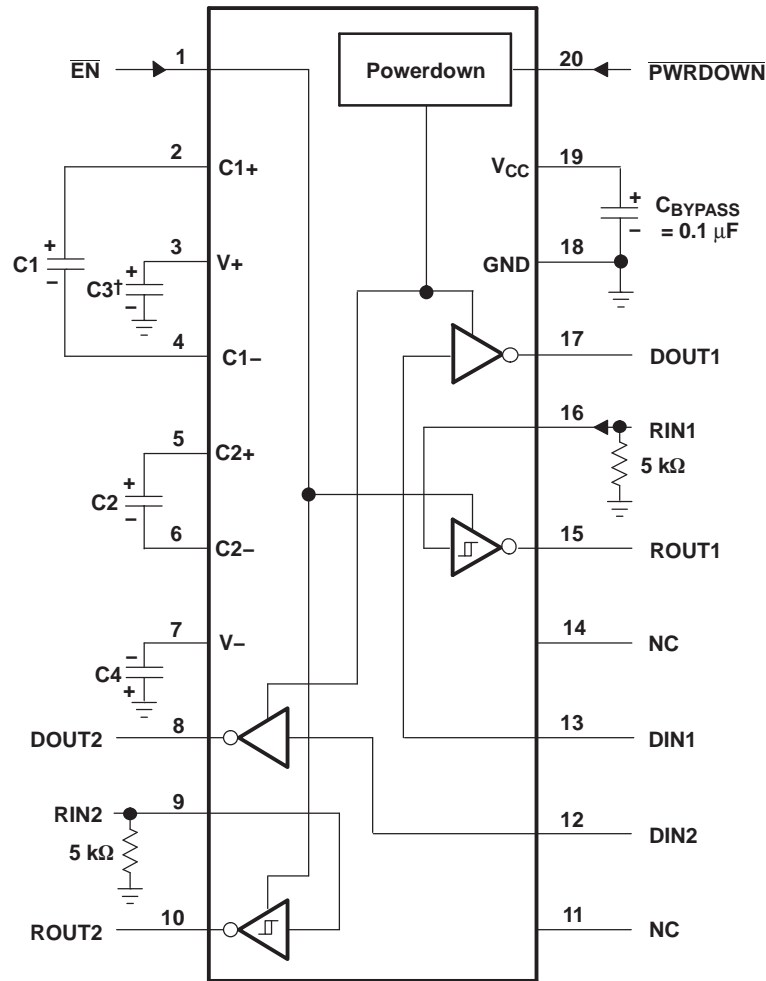 1
EN
Powerdown
20
PWRDOWN
2
C1+
VCC
19
+
C1
–
+
CBYPASS
= 0.1 µF
–
3
V+
C3†
+
–
18
GND
4
C1–
17
DOUT1
16
RIN1
5 kΩ
5
C2+
+
C2
–
6
C2–
15
ROUT1
14
NC
7
V–
–
C4
+
8
DOUT2
13
DIN1
9
RIN2
5 kΩ
12
DIN2
10
ROUT2
11
NC